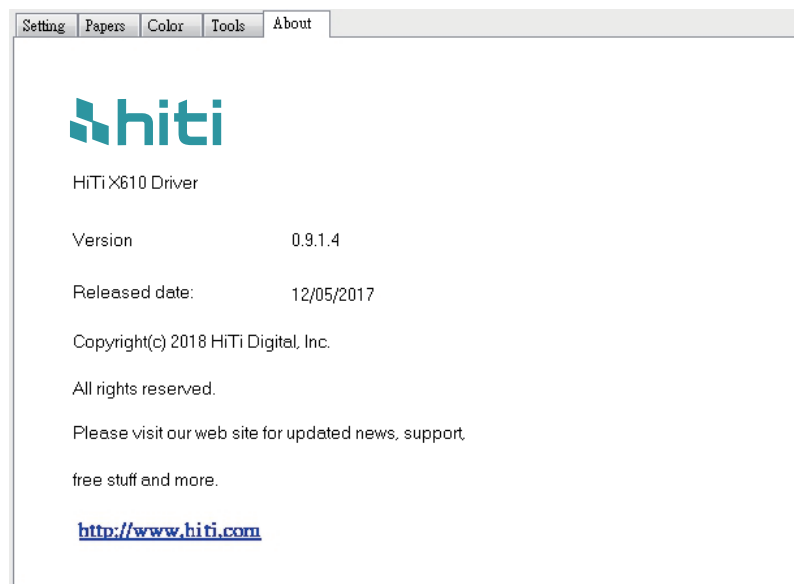 Setting Papers Color Tools About
hiti
HiTi X610 Driver
Version 0.9.1.4
Released date: 12/05/2017
Copyright(c) 2018 HiTi Digital, Inc.
All rights reserved.
Please visit our web site for updated news, support,
free stuff and more.
http://www.hiti.com